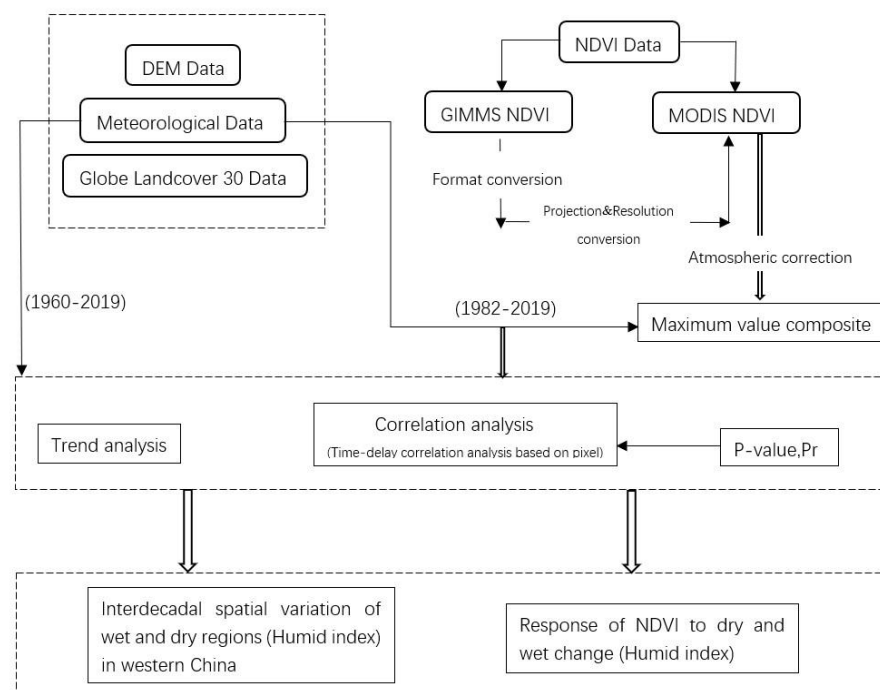 NDVI Data
DEM Data
GIMMS NDVI
MODIS NDVI
Meteorological Data
Globe Landcover 30 Data
Format conversion
Projection&Resolution
conversion
Atmospheric correction
(1960-2019)
(1982-2019)
Maximum value composite
Correlation analysis
(Time-delay correlation analysis based on pixel)
Trend analysis
P-value,Pr
Interdecadal spatial variation of
wet and dry regions (Humid index)
in western China
Response of NDVI to dry and
wet change (Humid index)